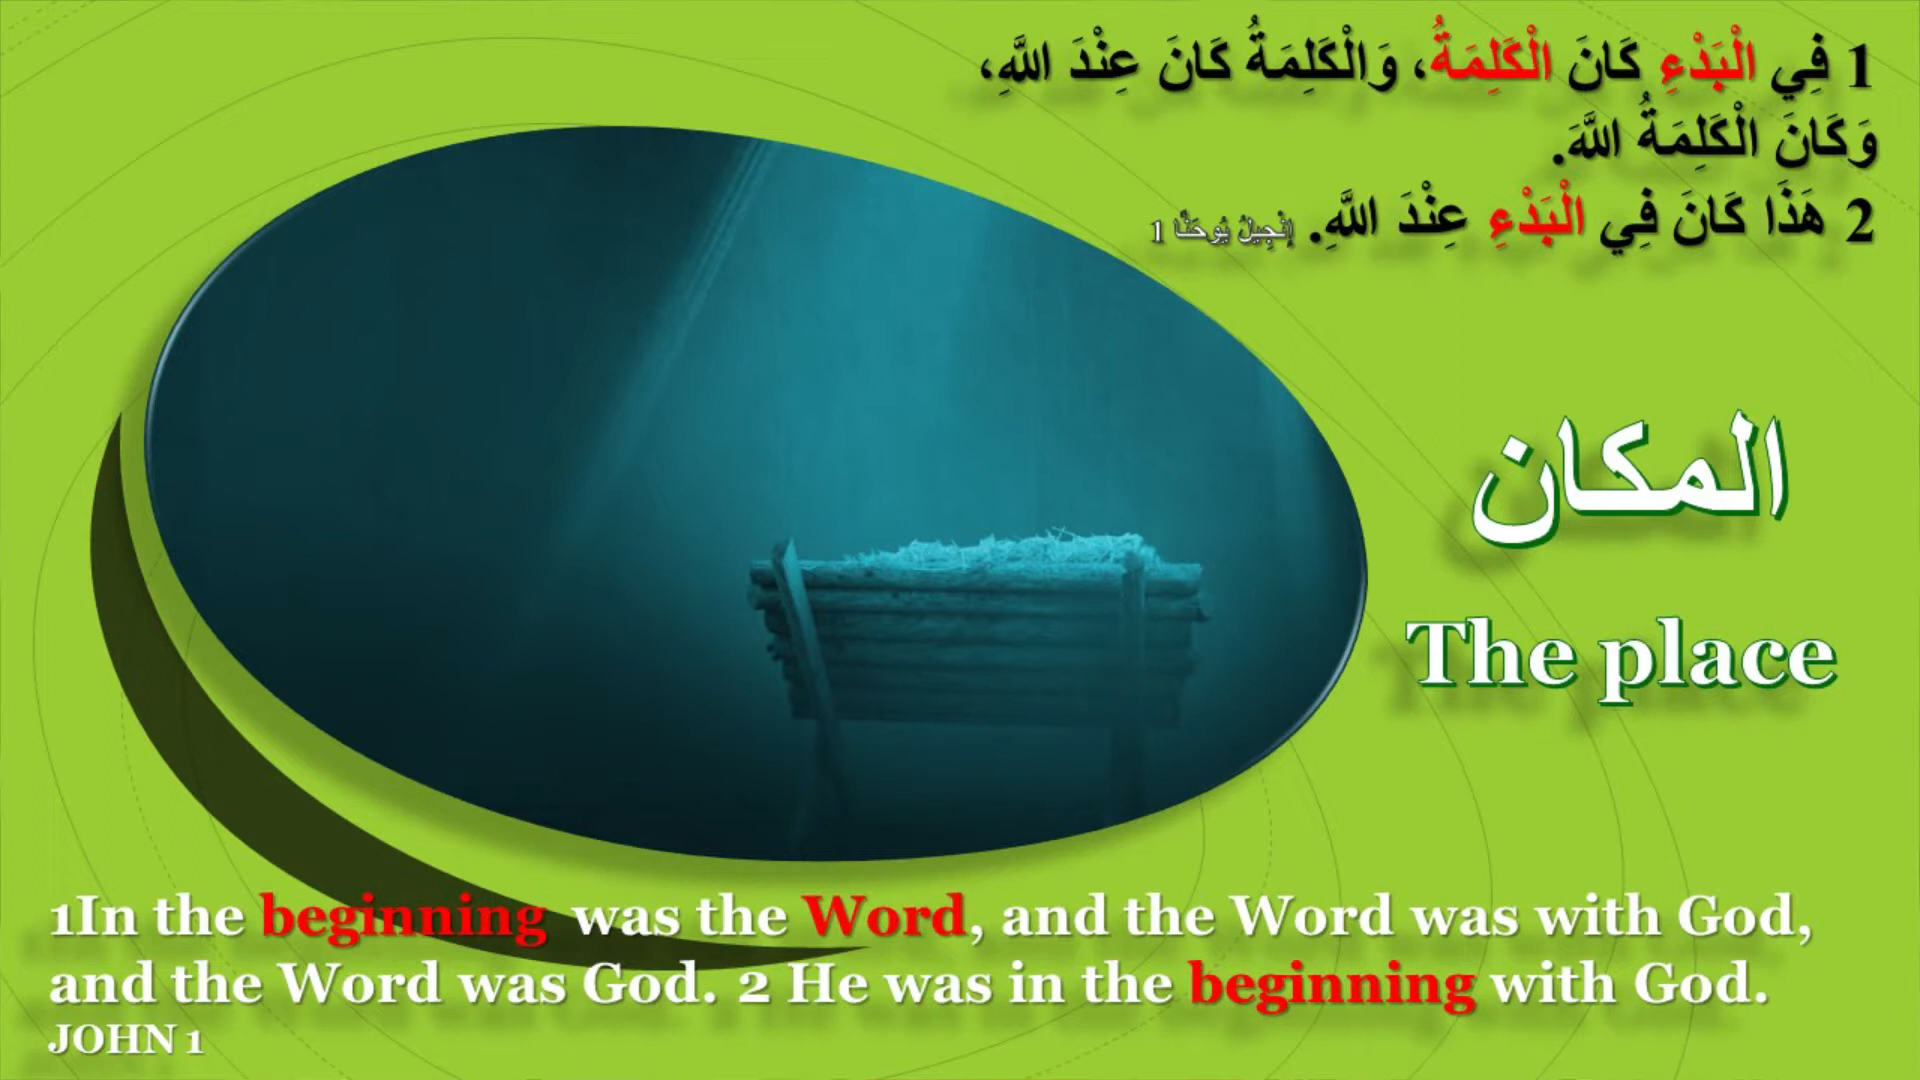 1 فِي الْبَدْءِ كَانَ الْكَلِمَةُ، وَالْكَلِمَةُ كَانَ عِنْدَ اللَّهِ،
وَكَانَ الْكَلِمَةُ اللَّهَ.
2 هَذَا كَانَ فِي الْبَدْءِ عِنْدَ اللَّهِ. إِنْجِيلُ يُوحَنَّا 1
المكان
The place
1In the beginning was the Word, and the Word was with God,
and the Word was God. 2 He was in the beginning with God.
JOHN 1